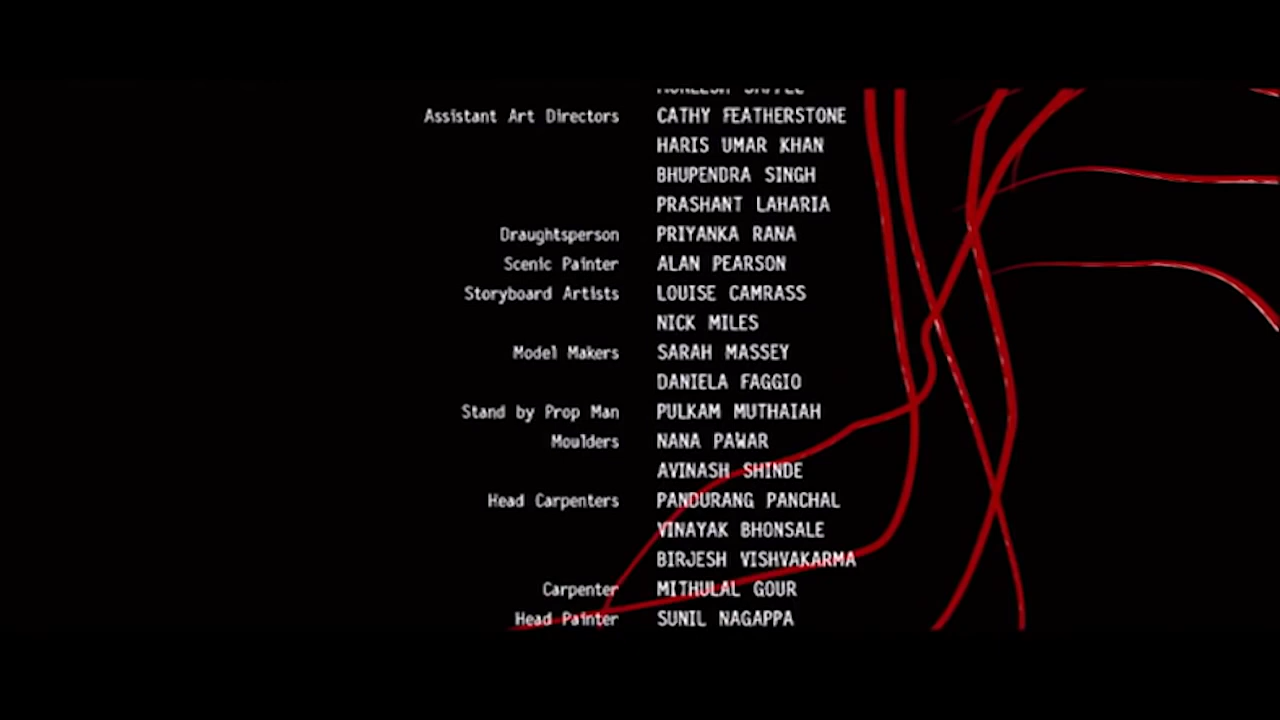 Assistant Art Directors CATHY FEATHERSTONE
HARIS UMAR KHAN
BHUPENDRA SINGH
PRASHANT LAHARIA
Draughtsperson PRIYANKA RANA
Scenic Painter ALAN PEARSON
Storyboard Artists LOUISE CAMRASS
NICK MILES
Model Makers SARAH MASSEY
DANIELA FAGGIO
Stand by Prop Man PULKAM MUTHAIAH
Moulders NANA PAWAR
AVINASH SHINDE
Head Carpenters PANDURANG PANCHAL
VINAYAK BHONSALE
BIRJESH VISHVAKARMA
Carpenter MITHULAL GOUR
Head Painter SUNIL NAGAPPA